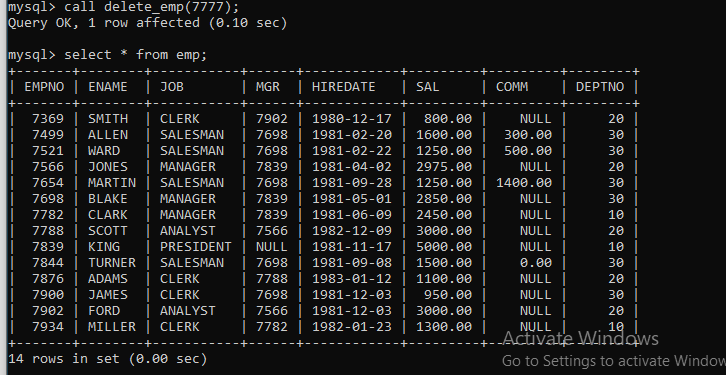 mysql> call delete_emp(7777);
Query OK, 1 row affected (0.10 sec)
mysql> select * from emp;
+-------+--------+-----------+------+------------+---------+---------+--------+
| EMPNO | ENAME | JOB | MGR | HIREDATE | SAL | COMM | DEPTNO |
+-------+--------+-----------+------+------------+---------+---------+--------+
| 7369 | SMITH | CLERK | 7902 | 1980-12-17 | 800.00 | NULL | 20 |
| 7499 | ALLEN | SALESMAN | 7698 | 1981-02-20 | 1600.00 | 300.00 | 30 |
| 7521 | WARD | SALESMAN | 7698 | 1981-02-22 | 1250.00 | 500.00 | 30 |
| 7566 | JONES | MANAGER | 7839 | 1981-04-02 | 2975.00 | NULL | 20 |
| 7654 | MARTIN | SALESMAN | 7698 | 1981-09-28 | 1250.00 | 1400.00 | 30 |
| 7698 | BLAKE | MANAGER | 7839 | 1981-05-01 | 2850.00 | NULL | 30 |
| 7782 | CLARK | MANAGER | 7839 | 1981-06-09 | 2450.00 | NULL | 10 |
| 7788 | SCOTT | ANALYST | 7566 | 1982-12-09 | 3000.00 | NULL | 20 |
| 7839 | KING | PRESIDENT | NULL | 1981-11-17 | 5000.00 | NULL | 10 |
| 7844 | TURNER | SALESMAN | 7698 | 1981-09-08 | 1500.00 | 0.00 | 30 |
| 7876 | ADAMS | CLERK | 7788 | 1983-01-12 | 1100.00 | NULL | 20 |
| 7900 | JAMES | CLERK | 7698 | 1981-12-03 | 950.00 | NULL | 30 |
| 7902 | FORD | ANALYST | 7566 | 1981-12-03 | 3000.00 | NULL | 20 |
| 7934 | MILLER | CLERK | 7782 | 1982-01-23 | 1300.00 | NULL | 10 |
+-------+--------+-----------+------+------------+---------+---------+--------+
14 rows in set (0.00 sec)
Activate Windows
Go to Settings to activate Window